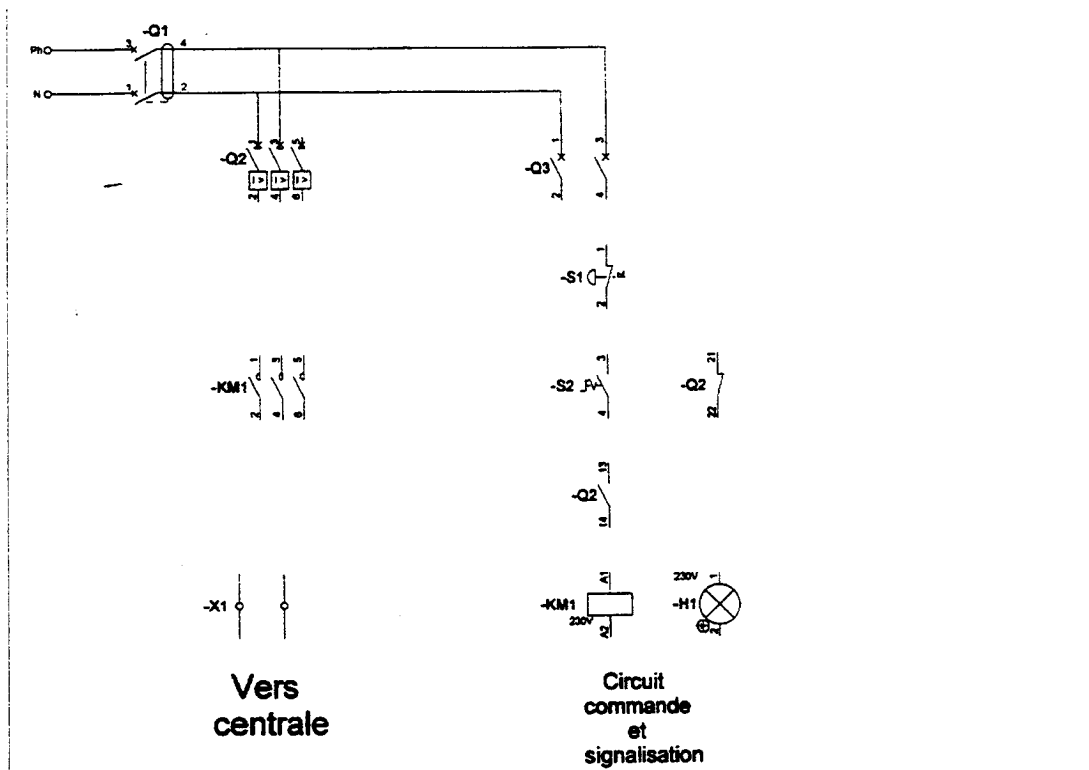 -Q1
Ph 3 4
N 1 2
-Q2 1 3 5
I> I> I>
2 4 6
-Q3 1 3
2 4
-S1 1
2
-KM1 1 3 5
2 4 6
-S2 3
4
-Q2 21
22
-Q2 13
14
-X1
-KM1 A1
230V A2
230V 1
-H1
2
Vers
centrale
Circuit
commande
et
signalisation